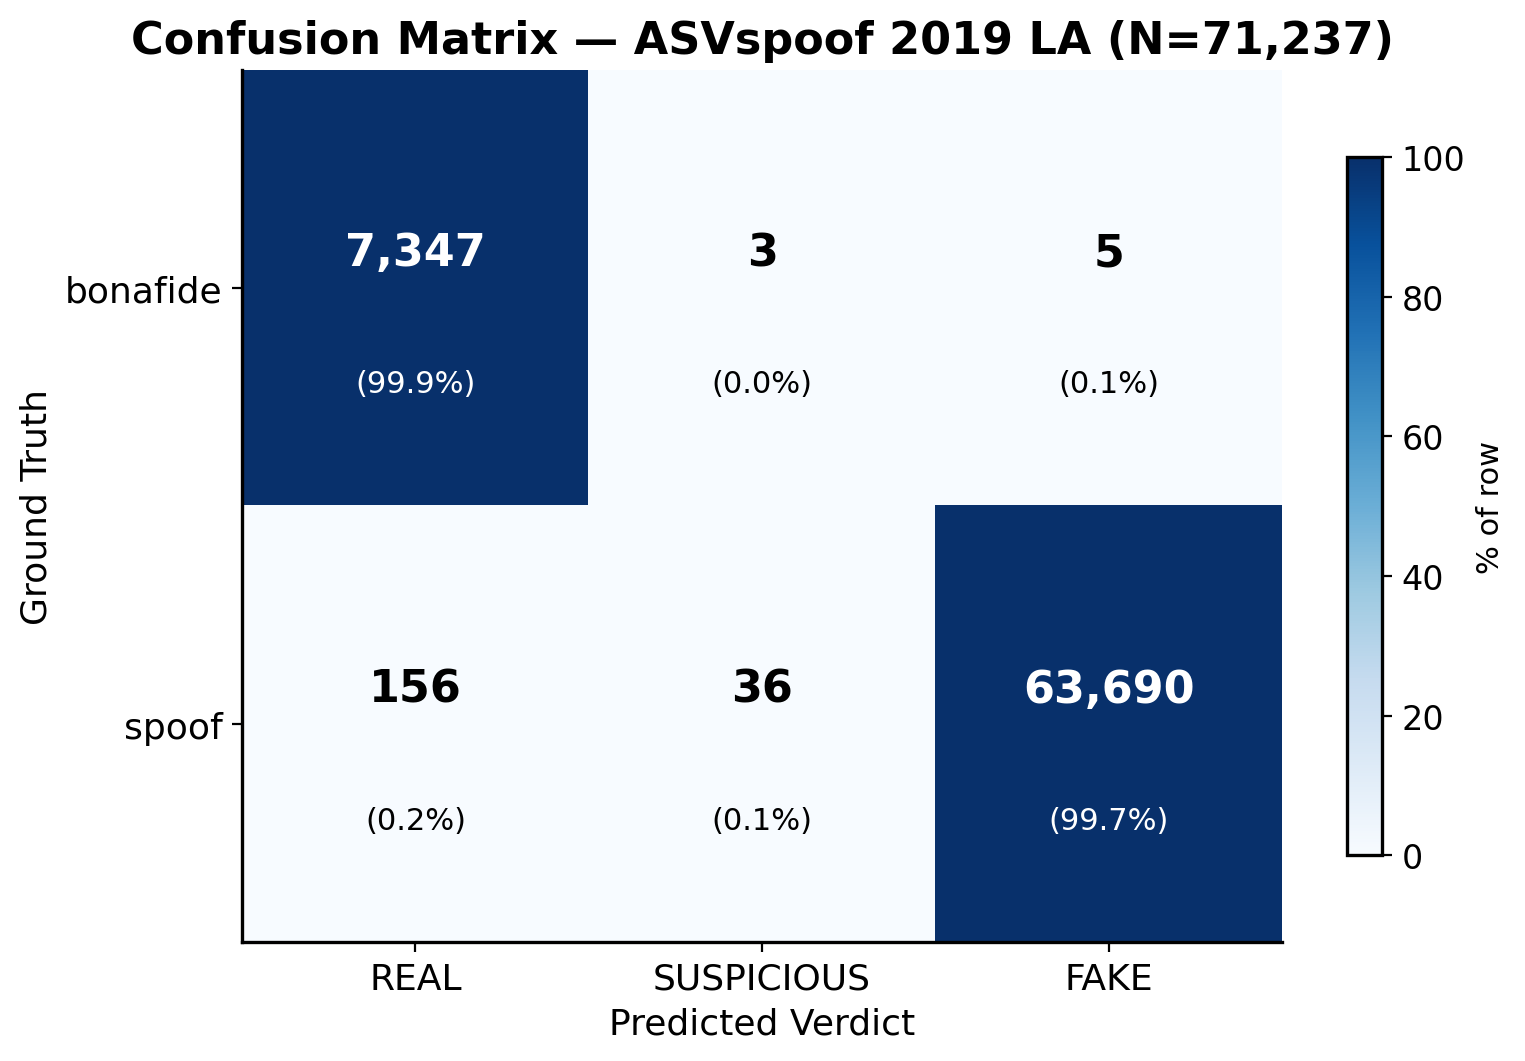 Confusion Matrix — ASVspoof 2019 LA (N=71,237)
7,347 3 5
(99.9%) (0.0%) (0.1%)
bonafide
156 36 63,690
(0.2%) (0.1%) (99.7%)
spoof
Ground Truth
REAL SUSPICIOUS FAKE
Predicted Verdict
100
80
60
40
20
0
% of row